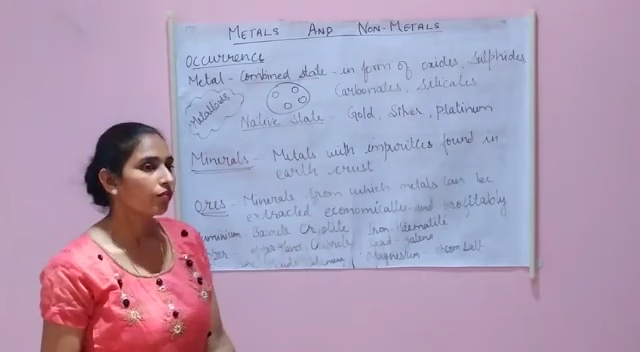 METALS AND NON-METALS
Occurrence
Metal - Combined state - in form of oxides, Sulphides
Carbonates, Silicates
Metalloids
Native State - Gold, Silver, Platinum
Minerals - Metals with impurities found in
earth crust
Ores - Minerals from which metals can be
extracted economically and profitably
Bauxite Cryolite Iron -
Lead - galena
Magnesium